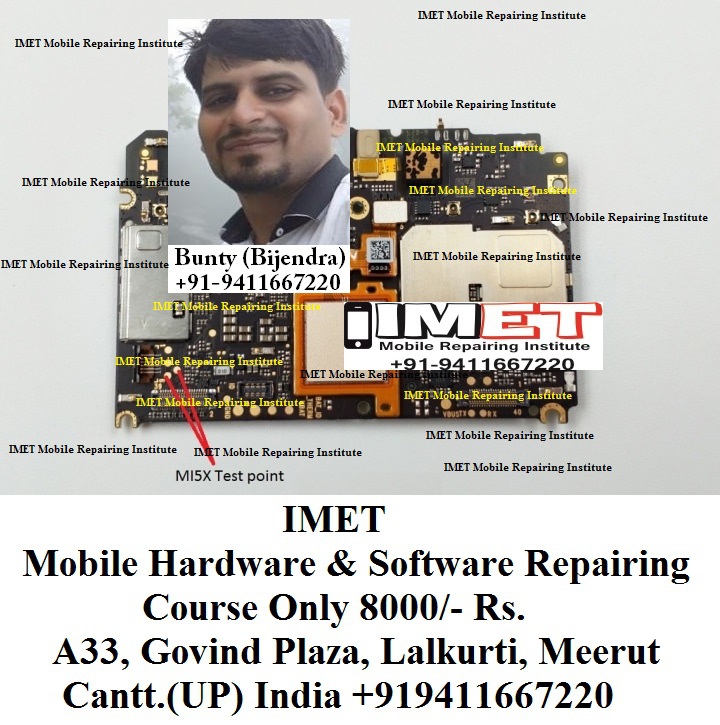 IMET Mobile Repairing Institute
IMET Mobile Repairing Institute
IMET Mobile Repairing Institute
IMET Mobile Repairing Institute
IMET Mobile Repairing Institute
IMET Mobile Repairing Institute
IMET Mobile Repairing Institute
Bunty (Bijendra)
+91-9411667220
IMET Mobile Repairing Institute
IMET Mobile Repairing Institute
IMET Mobile Repairing Institute
IMET
Mobile Repairing Institute
+91-9411667220
IMET Mobile Repairing Institute
IMET Mobile Repairing Institute
IMET Mobile Repairing Institute
IMET Mobile Repairing Institute
IMET Mobile Repairing Institute
IMET Mobile Repairing Institute
IMET Mobile Repairing Institute
IMET Mobile Repairing Institute
MI5X Test point
IMET
Mobile Hardware & Software Repairing
Course Only 8000/- Rs.
A33, Govind Plaza, Lalkurti, Meerut
Cantt.(UP) India +919411667220